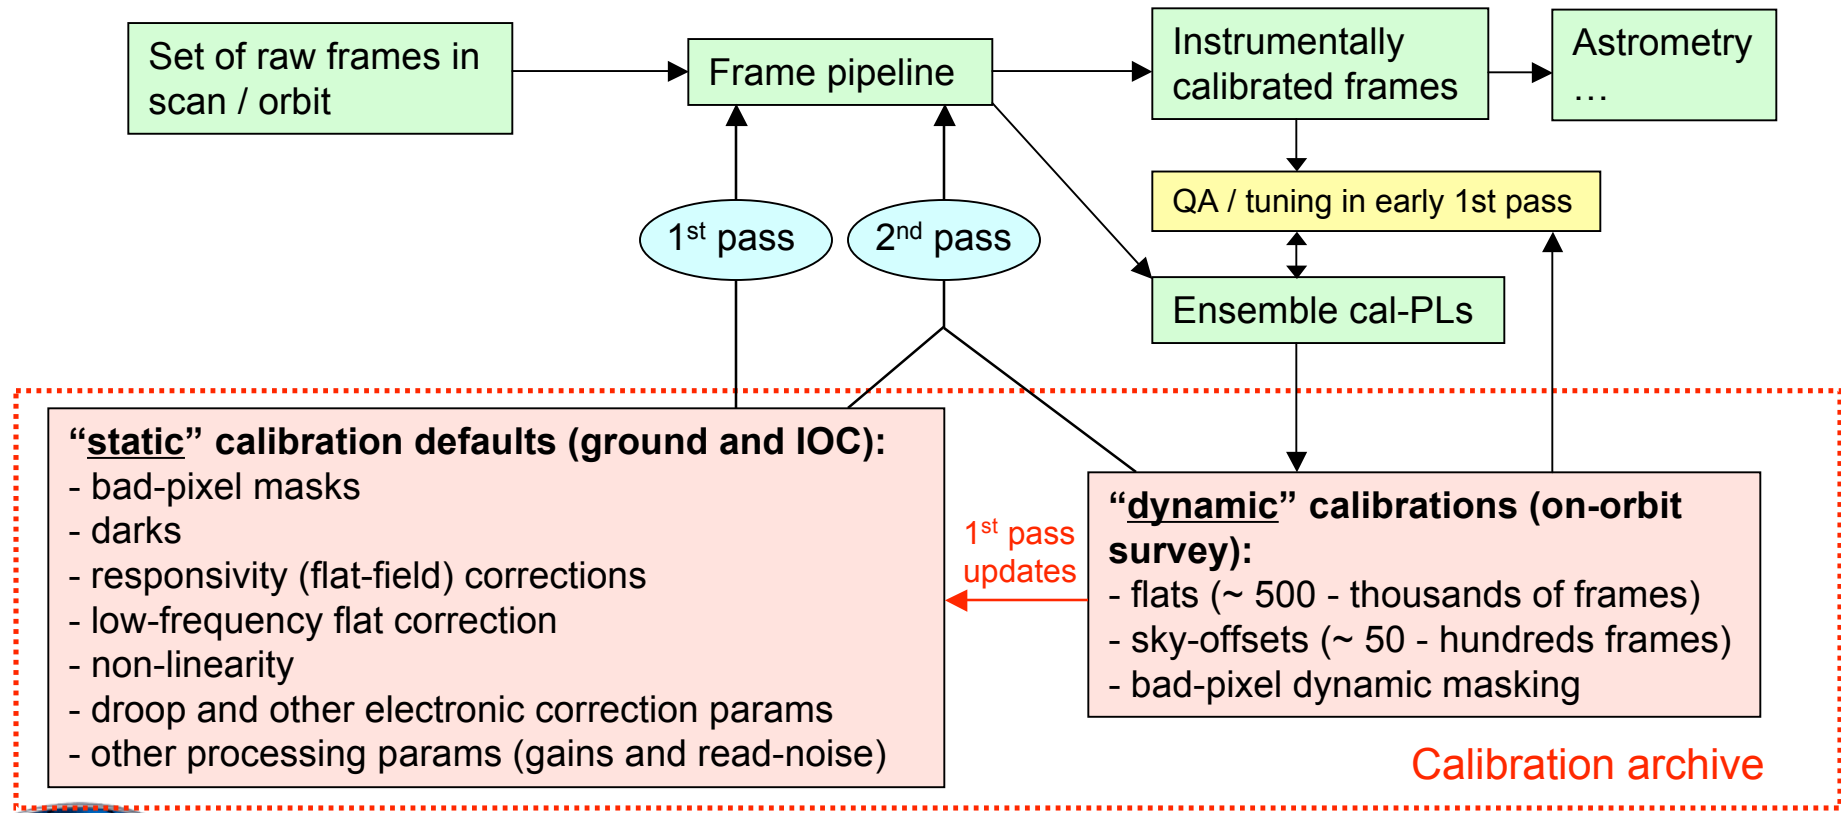 Set of raw frames in
scan / orbit
Frame pipeline
Instrumentally
calibrated frames
Astrometry
…
QA / tuning in early 1st pass
1st pass
2nd pass
Ensemble cal-PLs
“static” calibration defaults (ground and IOC):
- bad-pixel masks
- darks
- responsivity (flat-field) corrections
- low-frequency flat correction
- non-linearity
- droop and other electronic correction params
- other processing params (gains and read-noise)
1st pass
updates
“dynamic” calibrations (on-orbit
survey):
- flats (~ 500 - thousands of frames)
- sky-offsets (~ 50 - hundreds frames)
- bad-pixel dynamic masking
Calibration archive